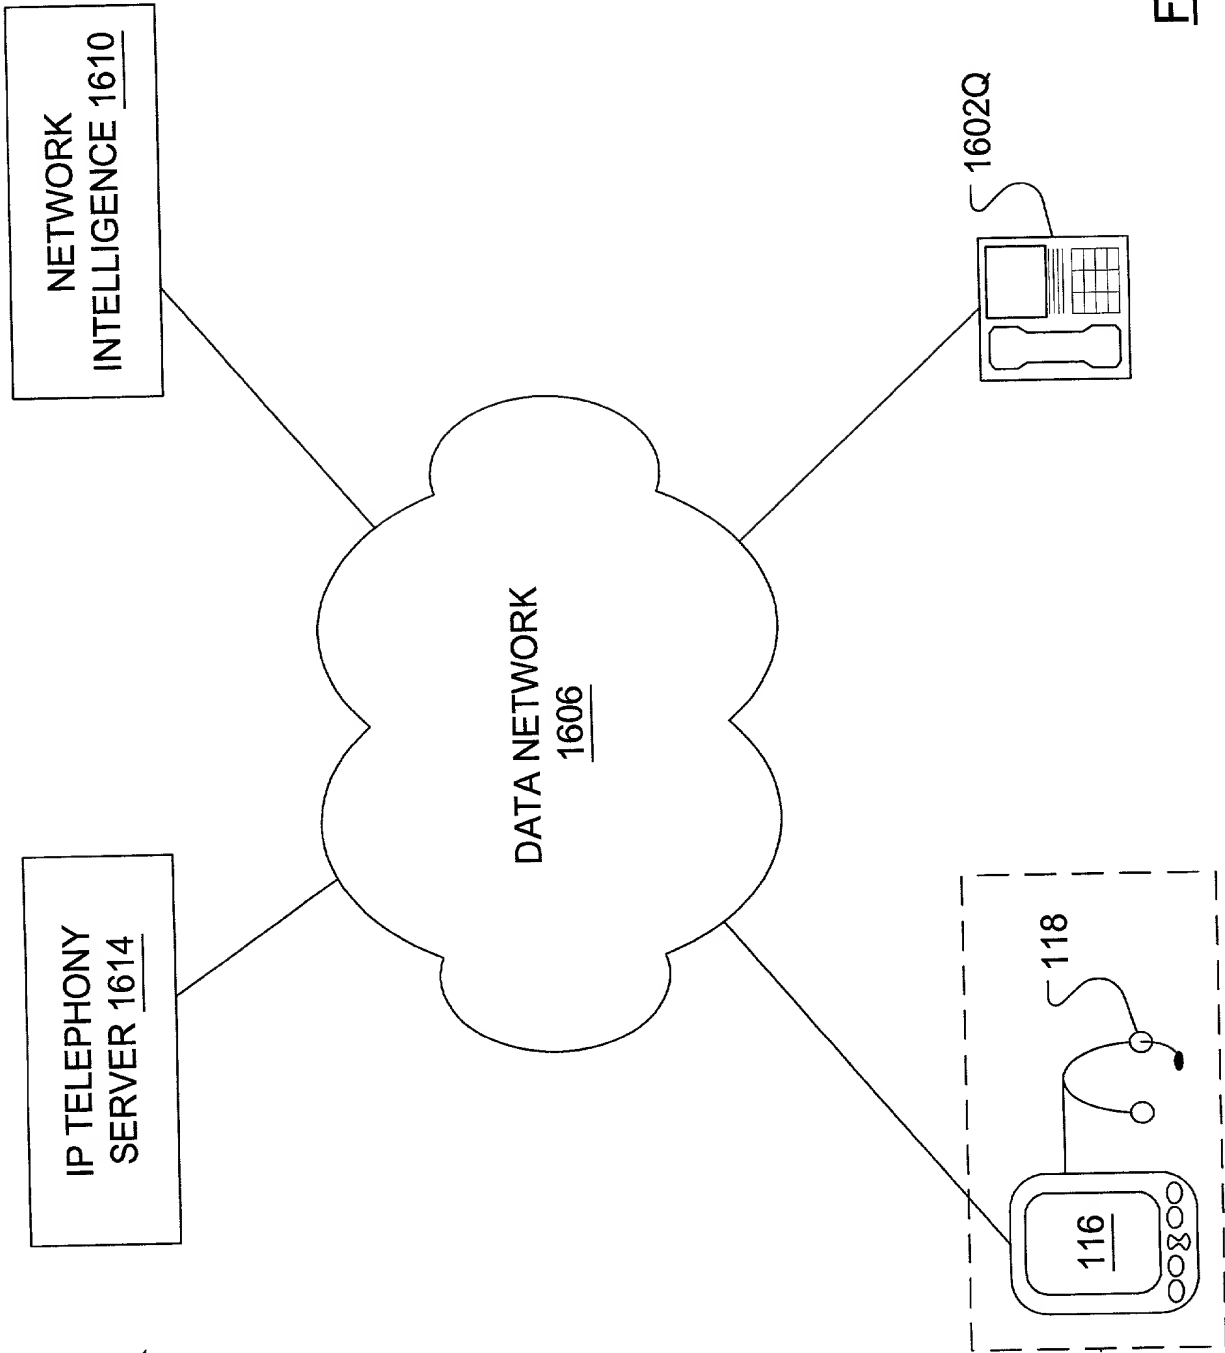 IP TELEPHONY
SERVER 1614
NETWORK
INTELLIGENCE 1610
DATA NETWORK
1606
118
116
1602Q